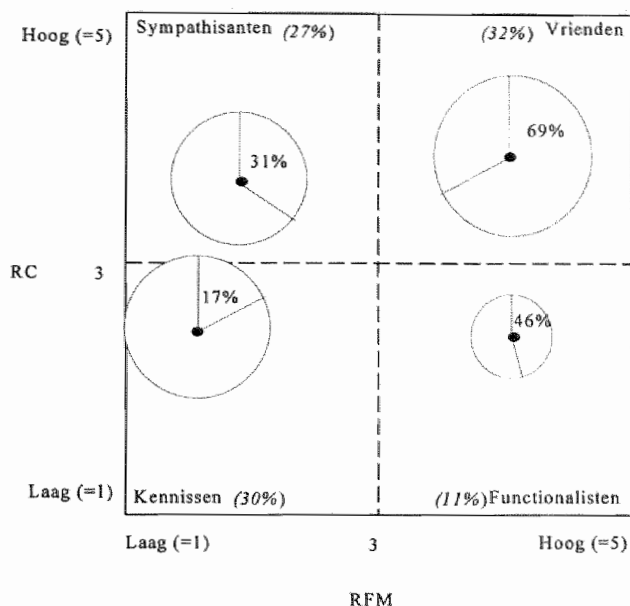 Hoog (=5) Sympathisanten (27%) (32%) Vrienden
31% 69%
RC 3
17% 46%
Laag (=1) Kennissen (30%) (11%) Functionalisten
Laag (=1) 3 Hoog (=5)
RFM